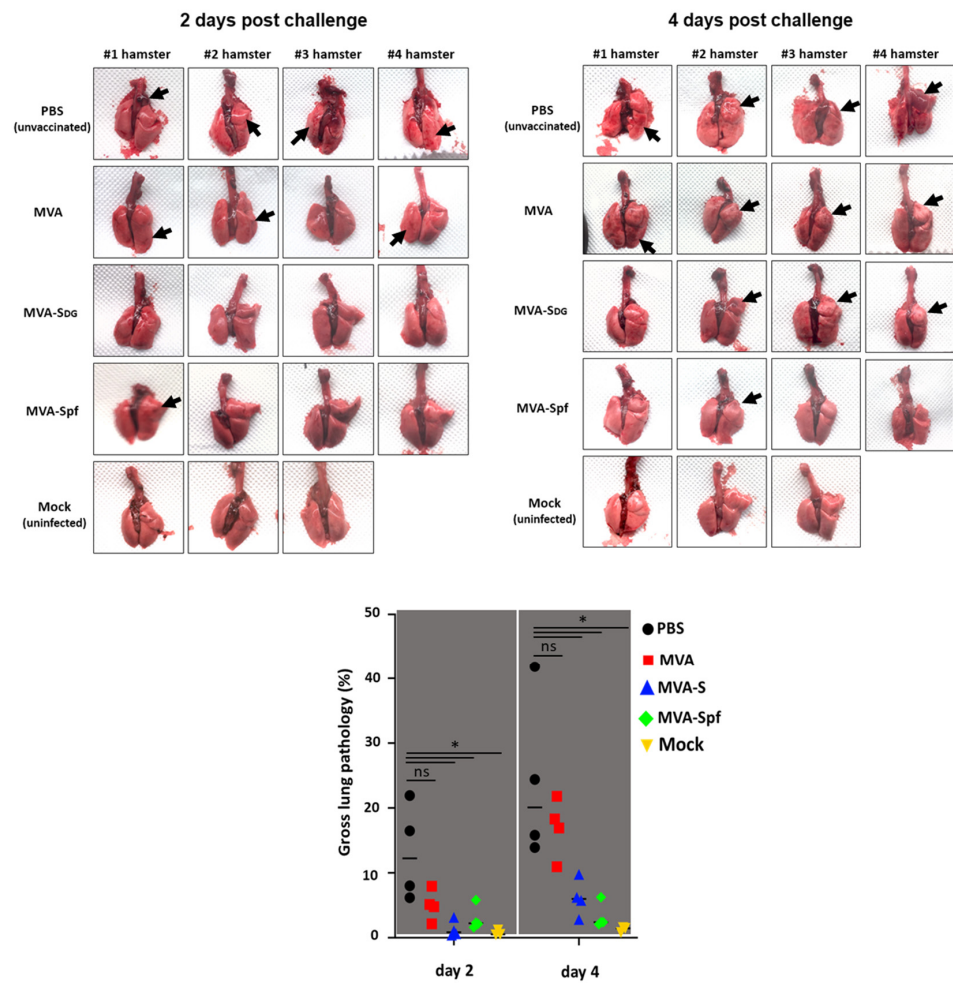 2 days post challenge
#1 hamster #2 hamster #3 hamster #4 hamster
PBS
(unvaccinated)
MVA
MVA-SDG
MVA-Spf
Mock
(uninfected)
4 days post challenge
#1 hamster #2 hamster #3 hamster #4 hamster
PBS
(unvaccinated)
MVA
MVA-SDG
MVA-Spf
Mock
(uninfected)
Gross lung pathology (%)
50
40
30
20
10
0
*
ns
*
ns
day 2
day 4
PBS
MVA
MVA-S
MVA-Spf
Mock